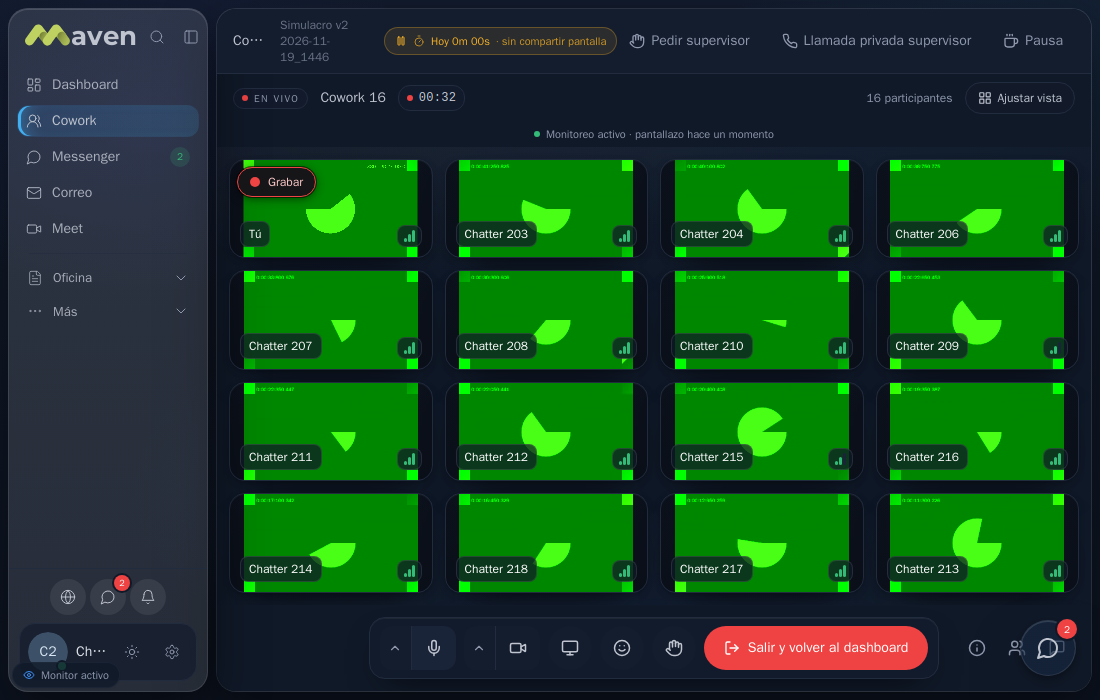 Maven
Dashboard
Cowork
Messenger 2
Correo
Meet
Oficina
Más
2
C2 Ch···
Monitor activo
Co···
Simulacro v2
2026-11-
19_1446
Hoy 0m 00s · sin compartir pantalla
Pedir supervisor
Llamada privada supervisor
Pausa
EN VIVO
Cowork 16
00:32
16 participantes
Ajustar vista
Monitoreo activo · pantallazo hace un momento
Grabar
Tú
Chatter 203
Chatter 204
Chatter 206
Chatter 207
Chatter 208
Chatter 210
Chatter 209
Chatter 211
Chatter 212
Chatter 215
Chatter 216
Chatter 214
Chatter 218
Chatter 217
Chatter 213
Salir y volver al dashboard
2